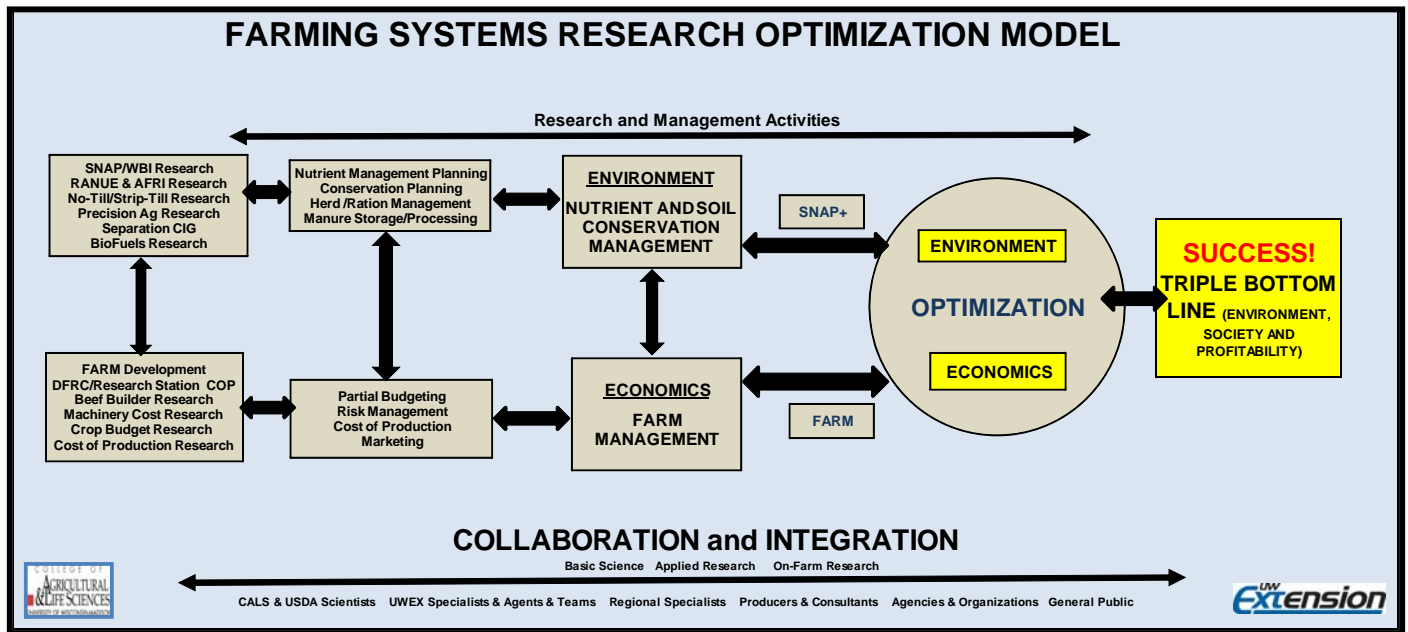 FARMING SYSTEMS RESEARCH OPTIMIZATION MODEL
Research and Management Activities
SNAP/WBI Research
RANUE & AFRI Research
No-Till/Strip-Till Research
Precision Ag Research
Separation CIG
BioFuels Research
Nutrient Management Planning
Conservation Planning
Herd /Ration Management
Manure Storage/Processing
ENVIRONMENT
NUTRIENT AND SOIL
CONSERVATION
MANAGEMENT
SNAP+
ENVIRONMENT
OPTIMIZATION
ECONOMICS
SUCCESS!
TRIPLE BOTTOM
LINE (ENVIRONMENT,
SOCIETY AND
PROFITABILITY)
FARM Development
DFRC/Research Station COP
Beef Builder Research
Machinery Cost Research
Crop Budget Research
Cost of Production Research
Partial Budgeting
Risk Management
Cost of Production
Marketing
ECONOMICS
FARM
MANAGEMENT
FARM
COLLABORATION and INTEGRATION
Basic Science Applied Research On-Farm Research
CALS & USDA Scientists UWEX Specialists & Agents & Teams Regional Specialists Producers & Consultants Agencies & Organizations General Public
COLLEGE OF
AGRICULTURAL
& LIFE SCIENCES
UNIVERSITY OF WISCONSIN-MADISON
UW
Extension